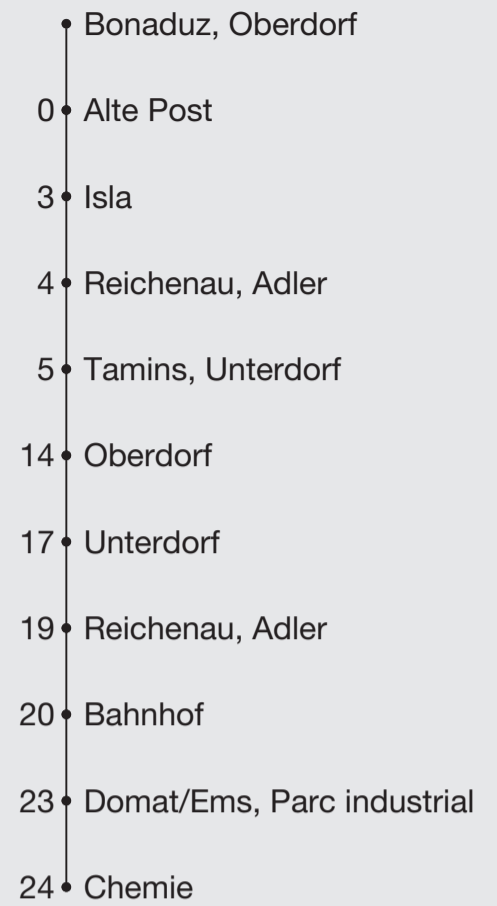 Bonaduz, Oberdorf
0 Alte Post
3 Isla
4 Reichenau, Adler
5 Tamins, Unterdorf
14 Oberdorf
17 Unterdorf
19 Reichenau, Adler
20 Bahnhof
23 Domat/Ems, Parc industrial
24 Chemie